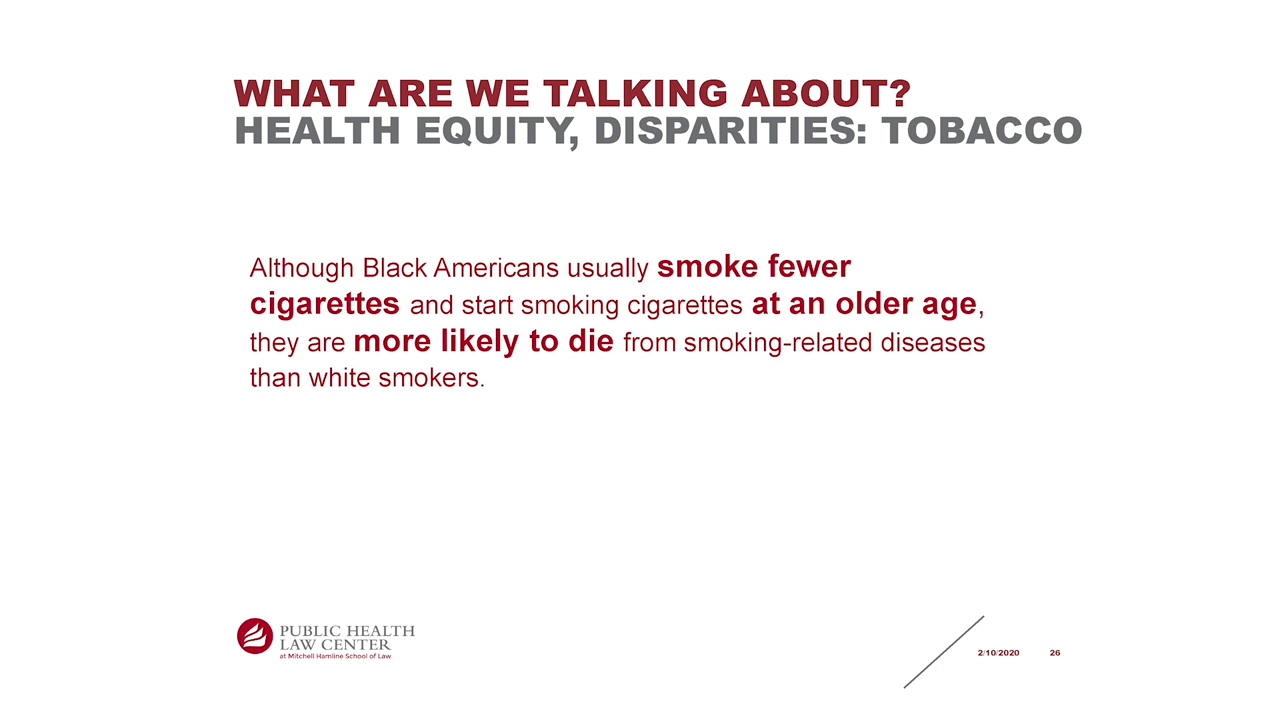 WHAT ARE WE TALKING ABOUT?
HEALTH EQUITY, DISPARITIES: TOBACCO
Although Black Americans usually smoke fewer
cigarettes and start smoking cigarettes at an older age,
they are more likely to die from smoking-related diseases
than white smokers.
PUBLIC HEALTH
LAW CENTER
at Mitchell Hamline School of Law
2/10/2020 26